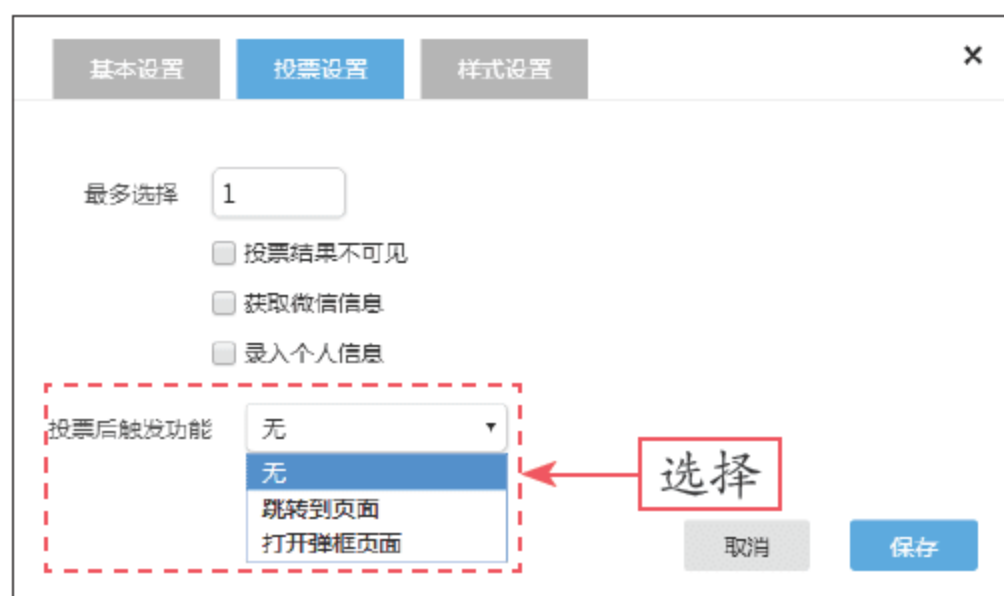 基本设置 投票设置 样式设置 ×
最多选择 1
投票结果不可见
获取微信信息
录入个人信息
投票后触发功能 无
无
跳转到页面
打开弹框页面
选择
取消 保存